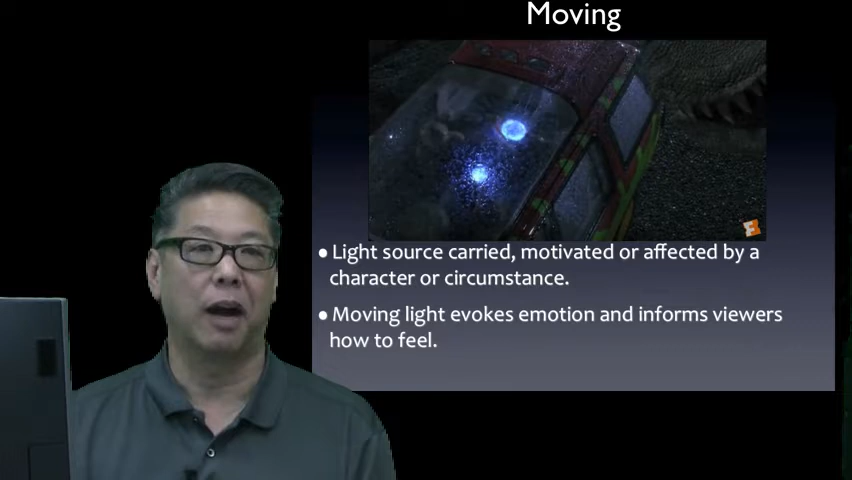 Moving
• Light source carried, motivated or affected by a
character or circumstance.
• Moving light evokes emotion and informs viewers
how to feel.